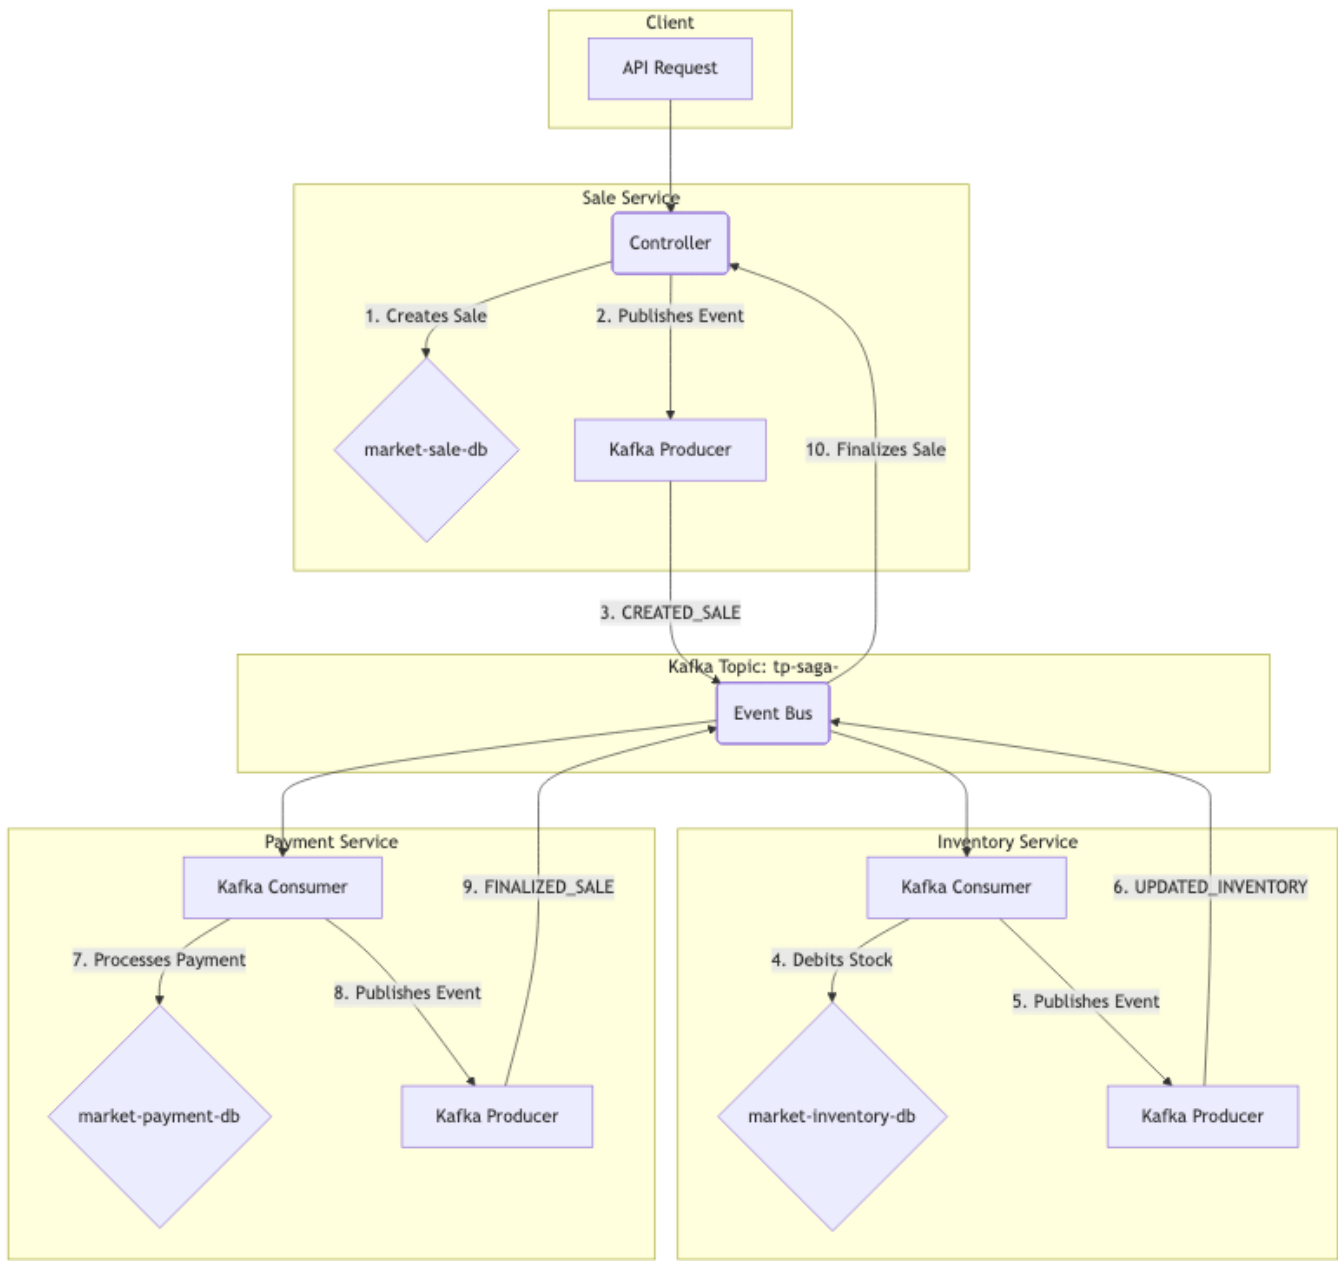 Client
API Request
Sale Service
Controller
1. Creates Sale
2. Publishes Event
market-sale-db
Kafka Producer
10. Finalizes Sale
3. CREATED_SALE
Kafka Topic: tp-saga-
Event Bus
Payment Service
Inventory Service
Kafka Consumer
9. FINALIZED_SALE
Kafka Consumer
6. UPDATED_INVENTORY
7. Processes Payment
8. Publishes Event
4. Debits Stock
5. Publishes Event
market-payment-db
Kafka Producer
market-inventory-db
Kafka Producer